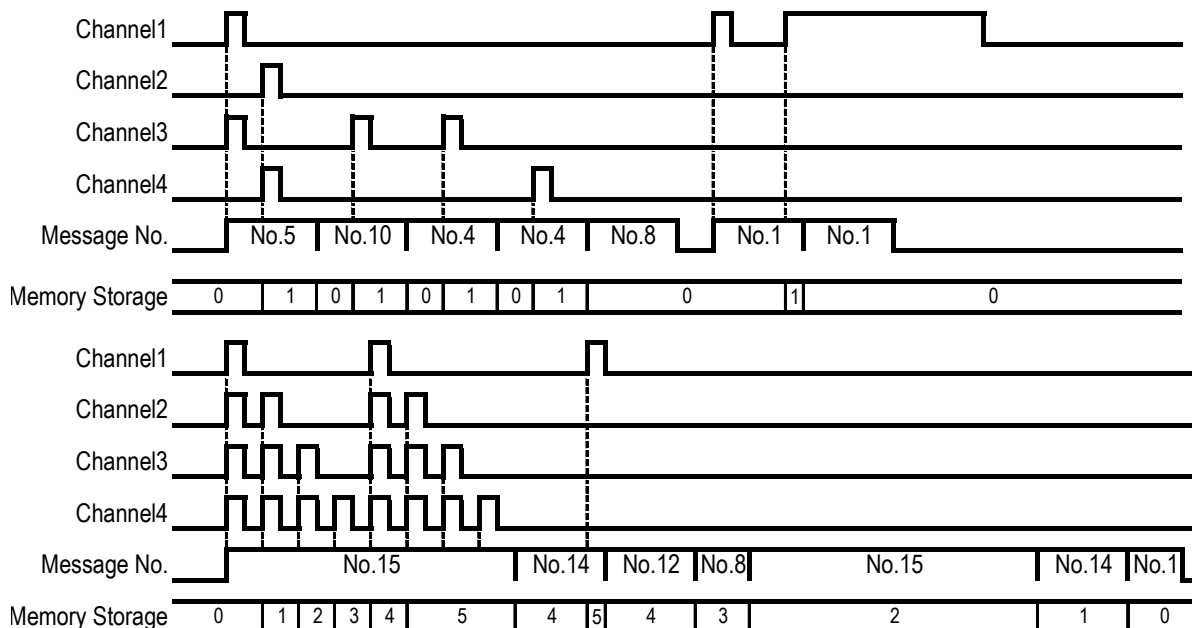 Channel1
Channel2
Channel3
Channel4
Message No. No.5 No.10 No.4 No.4 No.8 No.1 No.1
Memory Storage 0 1 0 1 0 1 0 1 0 1 0
Channel1
Channel2
Channel3
Channel4
Message No. No.15 No.14 No.12 No.8 No.15 No.14 No.1
Memory Storage 0 1 2 3 4 5 4 5 4 3 2 1 0